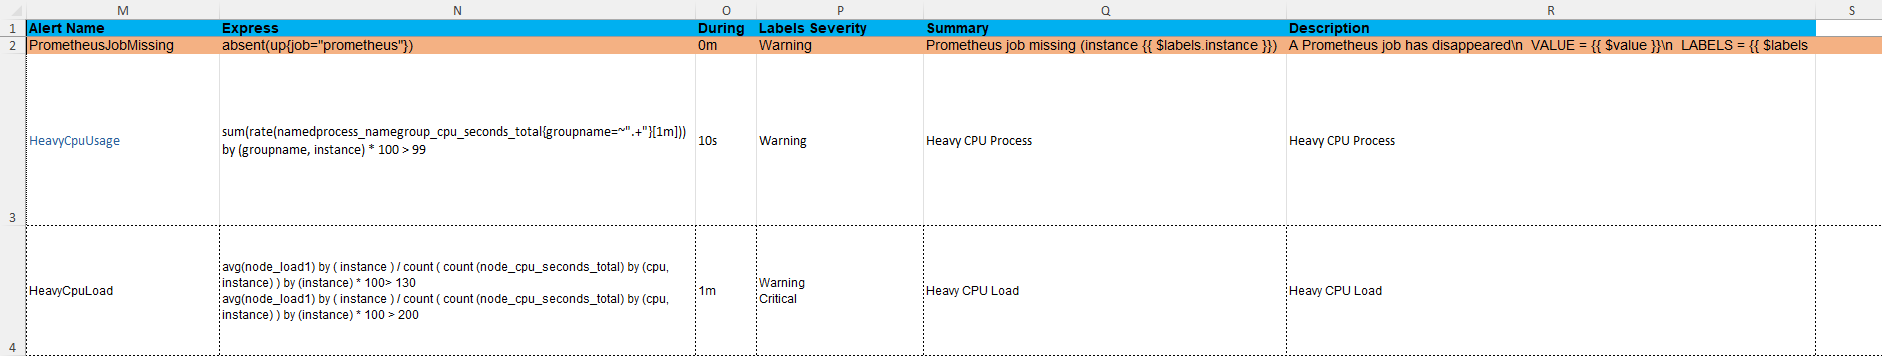 M N O P Q R S
1 Alert Name Express During Labels Severity Summary Description
2 PrometheusJobMissing absent(up{job="prometheus"}) 0m Warning Prometheus job missing (instance {{ $labels.instance }}) A Prometheus job has disappeared\n  VALUE = {{ $value }}\n  LABELS = {{ $labels
sum(rate(namedprocess_namegroup_cpu_seconds_total{groupname=~".+"}[1m]))
HeavyCpuUsage by (groupname, instance) * 100 > 99 10s Warning Heavy CPU Process Heavy CPU Process
3
avg(node_load1) by ( instance ) / count ( count (node_cpu_seconds_total) by (cpu,
instance) ) by (instance) * 100> 130 Warning
HeavyCpuLoad 1m Heavy CPU Load Heavy CPU Load
avg(node_load1) by ( instance ) / count ( count (node_cpu_seconds_total) by (cpu, Critical
instance) ) by (instance) * 100 > 200
4